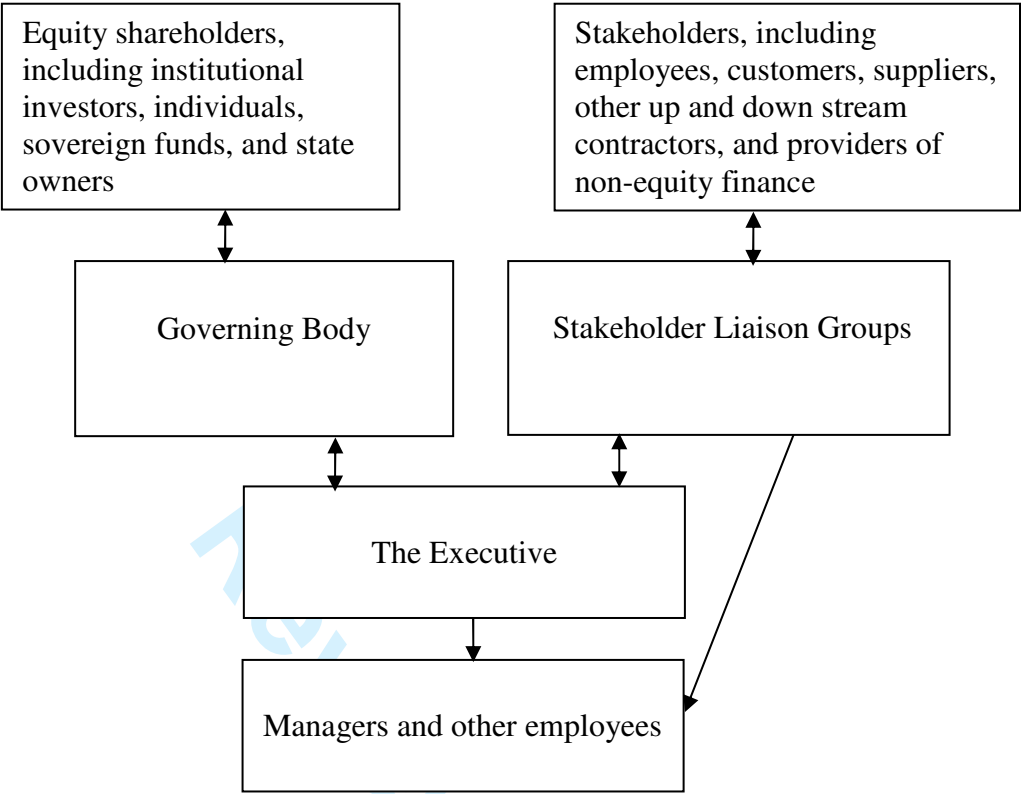 Equity shareholders,
including institutional
investors, individuals,
sovereign funds, and state
owners
Stakeholders, including
employees, customers, suppliers,
other up and down stream
contractors, and providers of
non-equity finance
Governing Body
Stakeholder Liaison Groups
The Executive
Managers and other employees